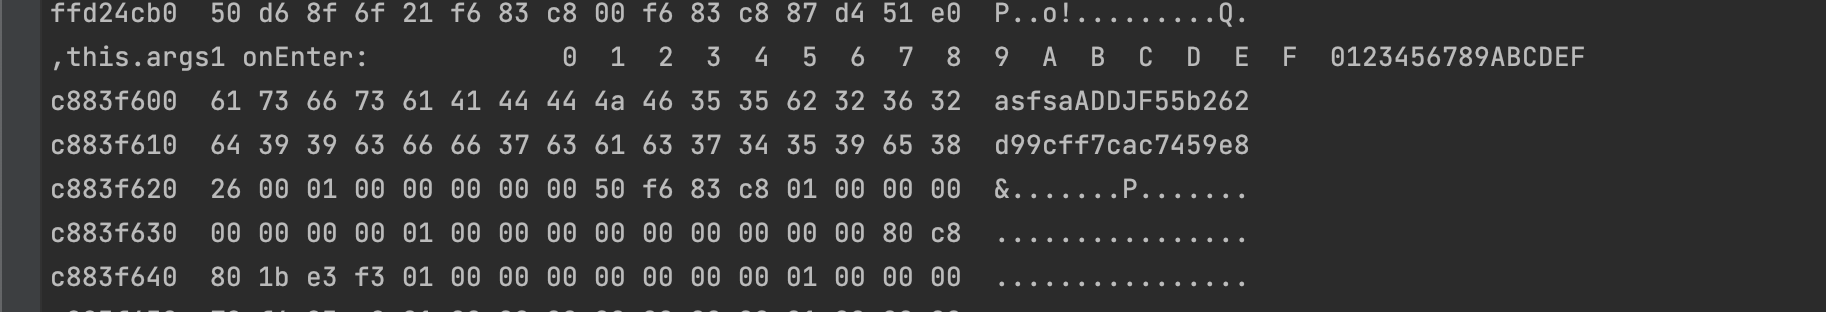 ffd24cb0  50 d6 8f 6f 21 f6 83 c8 00 f6 83 c8 87 d4 51 e0  P..o!.........Q.
,this.args1 onEnter:            0  1  2  3  4  5  6  7  8  9  A  B  C  D  E  F  0123456789ABCDEF
c883f600  61 73 66 73 61 41 44 44 4a 46 35 35 62 32 36 32  asfsaADDJF55b262
c883f610  64 39 39 63 66 66 37 63 61 63 37 34 35 39 65 38  d99cff7cac7459e8
c883f620  26 00 01 00 00 00 00 00 50 f6 83 c8 01 00 00 00  &.......P.......
c883f630  00 00 00 00 01 00 00 00 00 00 00 00 00 00 80 c8  ................
c883f640  80 1b e3 f3 01 00 00 00 00 00 00 00 01 00 00 00  ................